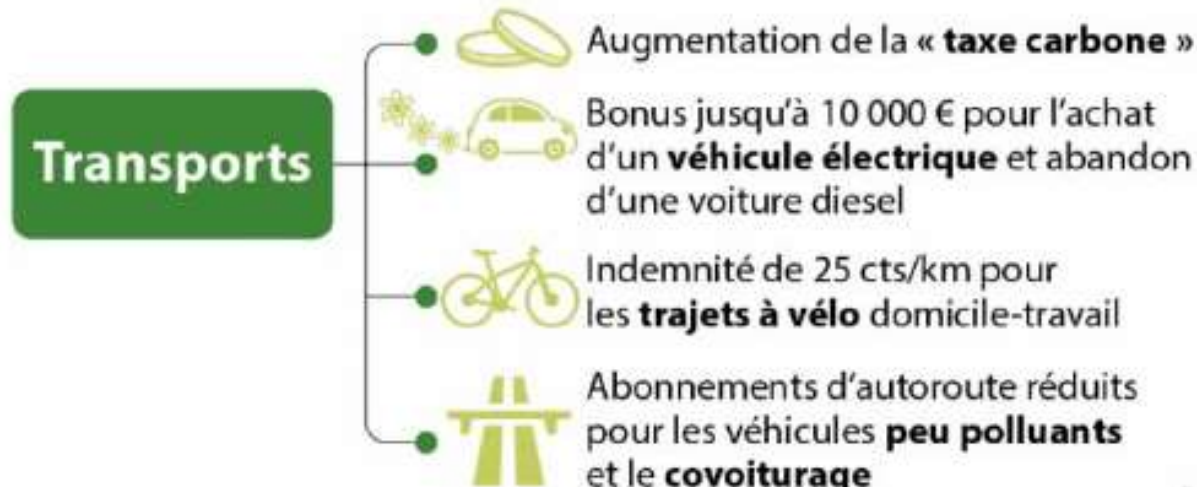 Transports
Augmentation de la « taxe carbone »
Bonus jusqu'à 10 000 € pour l'achat
d'un véhicule électrique et abandon
d'une voiture diesel
Indemnité de 25 cts/km pour
les trajets à vélo domicile-travail
Abonnements d'autoroute réduits
pour les véhicules peu polluants
et le covoiturage